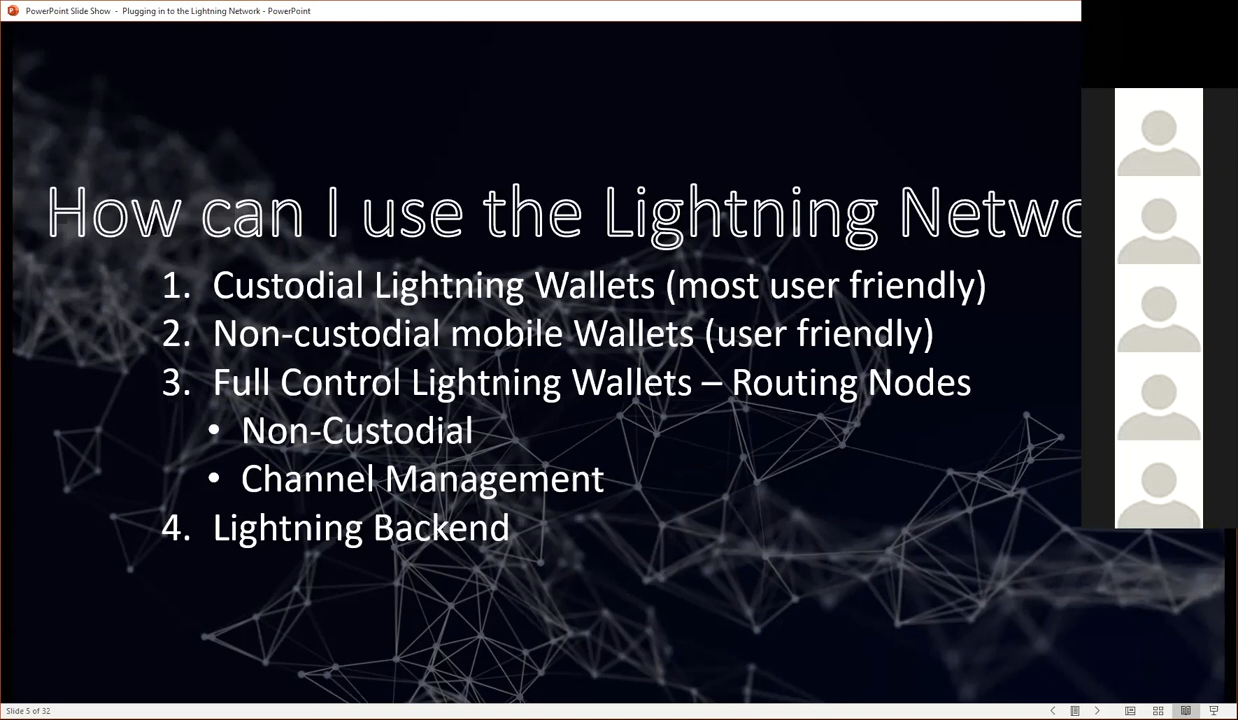 PowerPoint Slide Show - Plugging in to the Lightning Network - PowerPoint
How can I use the Lightning
1. Custodial Lightning Wallets (most user friendly)
2. Non-custodial mobile Wallets (user friendly)
3. Full Control Lightning Wallets – Routing Nodes
• Non-Custodial
• Channel Management
4. Lightning Backend
Slide 5 of 32